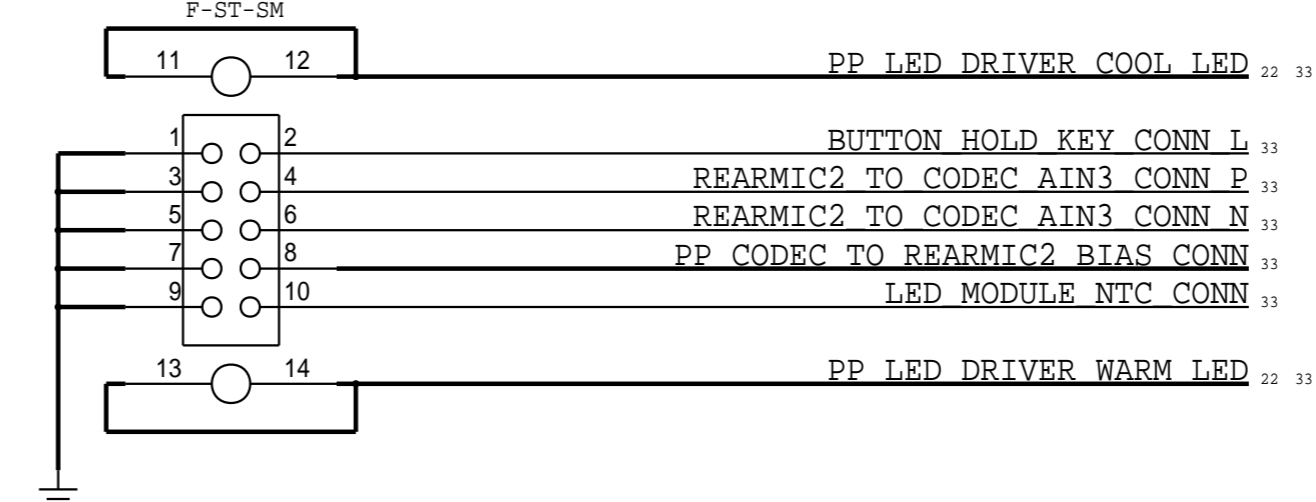 F-ST-SM
11 12 PP_LED_DRIVER_COOL_LED 22 33
1 2 BUTTON_HOLD_KEY_CONN_L 33
3 4 REARMIC2_TO_CODEC_AIN3_CONN_P 33
5 6 REARMIC2_TO_CODEC_AIN3_CONN_N 33
7 8 PP_CODEC_TO_REARMIC2_BIAS_CONN 33
9 10 LED_MODULE_NTC_CONN 33
13 14 PP_LED_DRIVER_WARM_LED 22 33